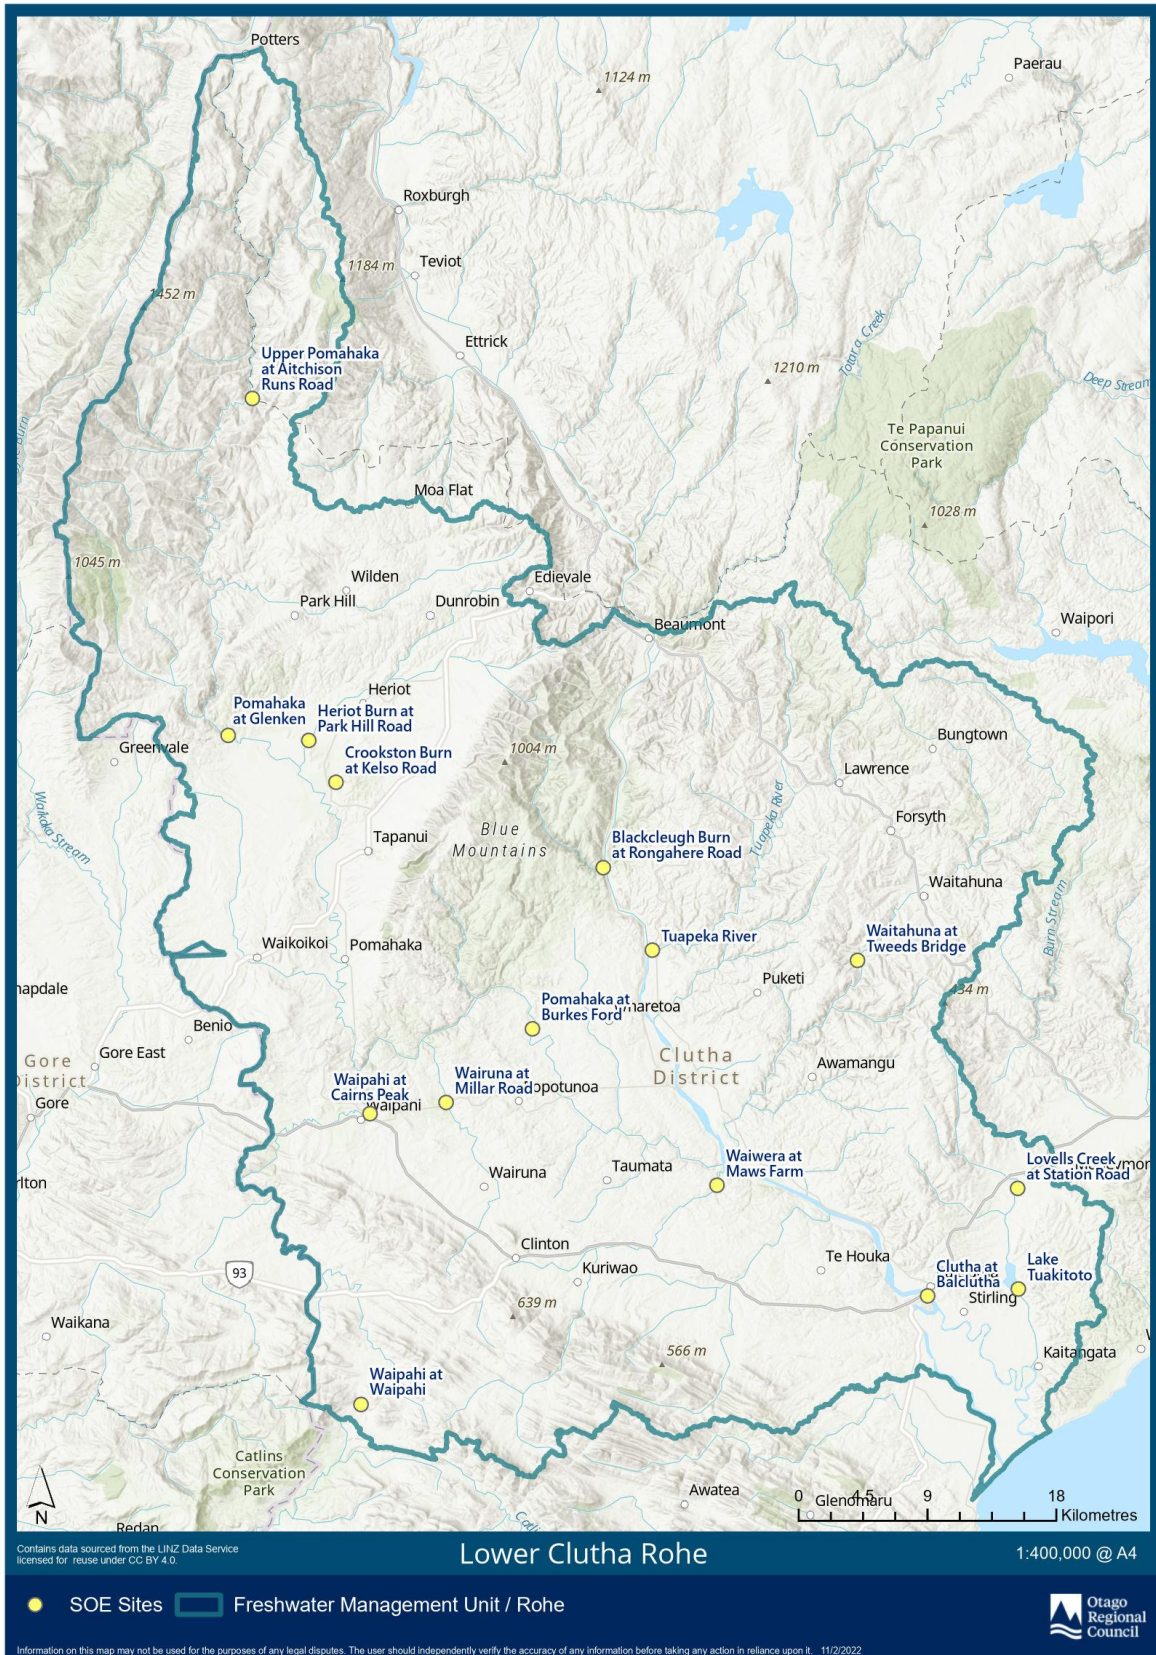 Potters
1124 m
Paerau
Roxburgh
Teviot
1184 m
1452 m
Ettrick
Totara Creek
1210 m
Upper Pomahaka
at Aitchison
Runs Road
Deep Stream
Te Papanui
Conservation
Park
Burn
Moa Flat
1028 m
1045 m
Wilden
Edievale
Park Hill
Dunrobin
Beaumont
Waipori
Heriot
Pomahaka
at Glenken
Heriot Burn at
Park Hill Road
Greenvale
1004 m
Bungtown
Crookston Burn
at Kelso Road
Lawrence
Waikaka Stream
Tuapeka River
Forsyth
Tapanui
Blue
Mountains
Blackcleugh Burn
at Rongahere Road
Waitahuna
Burn Stream
Waikoikoi
Pomahaka
Tuapeka River
Waitahuna at
Tweeds Bridge
Puketi
434 m
napdale
Pomahaka at
Burkes Ford
Benio
Gore East
Gore
District
Gore
Clutha
District
Awamangu
Waipahi at
Cairns Peak
Wairuna at
Millar Road
Waiwera at
Maws Farm
Lovells Creek
at Station Road
Taumata
Wairuna
rlton
Clinton
Kuriwao
Te Houka
Clutha at
Balclutha
Lake
Tuakitoto
Stirling
93
639 m
Waikana
566 m
Kaitangata
Waipahi at
Waipahi
Catlins
Conservation
Park
Awatea
Glenomaru
Redan
N
0 4.5 9 18
Kilometres
Contains data sourced from the LINZ Data Service
licensed for reuse under CC BY 4.0.
Lower Clutha Rohe
1:400,000 @ A4
SOE Sites
Freshwater Management Unit / Rohe
Otago
Regional
Council
Information on this map may not be used for the purposes of any legal disputes. The user should independently verify the accuracy of any information before taking any action in reliance upon it. 11/2/2022